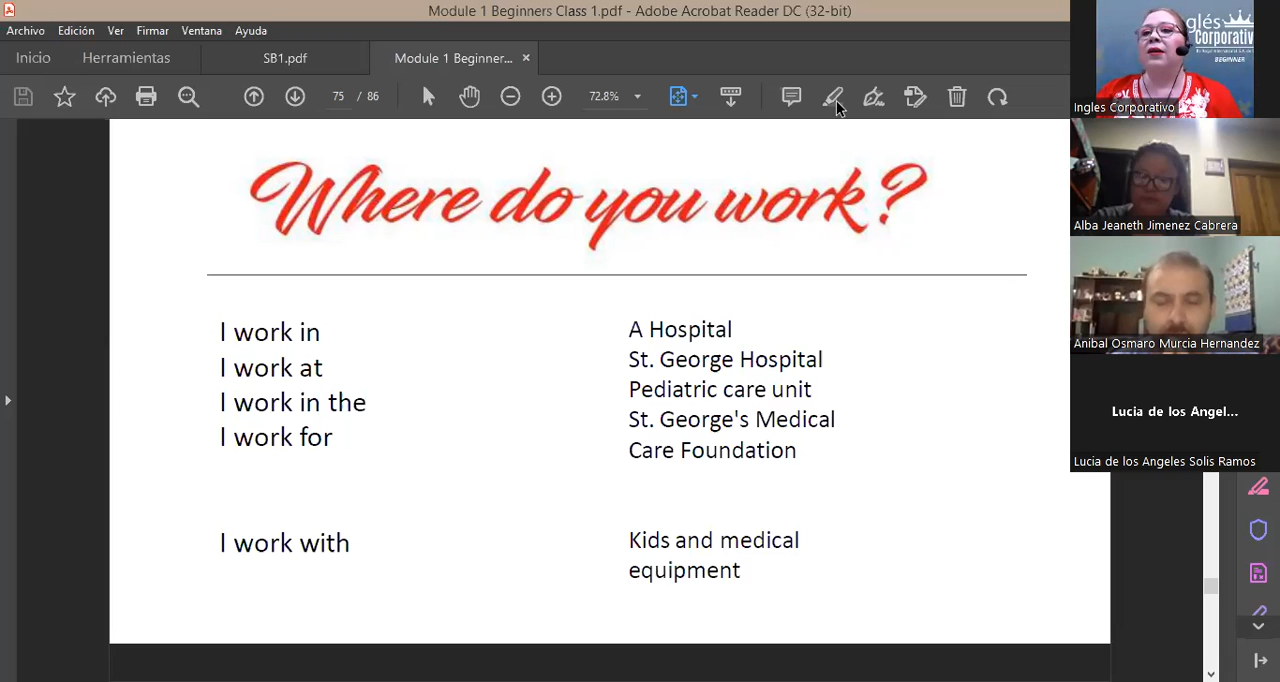 Module 1 Beginners Class 1.pdf - Adobe Acrobat Reader DC (32-bit)
Archivo Edición Ver Firmar Ventana Ayuda
Inicio Herramientas SB1.pdf Module 1 Beginner... ×
75 / 86 72.8%
Where do you work?
I work in
I work at
I work in the
I work for
A Hospital
St. George Hospital
Pediatric care unit
St. George's Medical
Care Foundation
I work with
Kids and medical
equipment
glés
Corporativ
BEGINNER
Ingles Corporativo
Alba Jeaneth Jimenez Cabrera
Anibal Osmaro Murcia Hernandez
Lucia de los Angel...
Lucia de los Angeles Solis Ramos